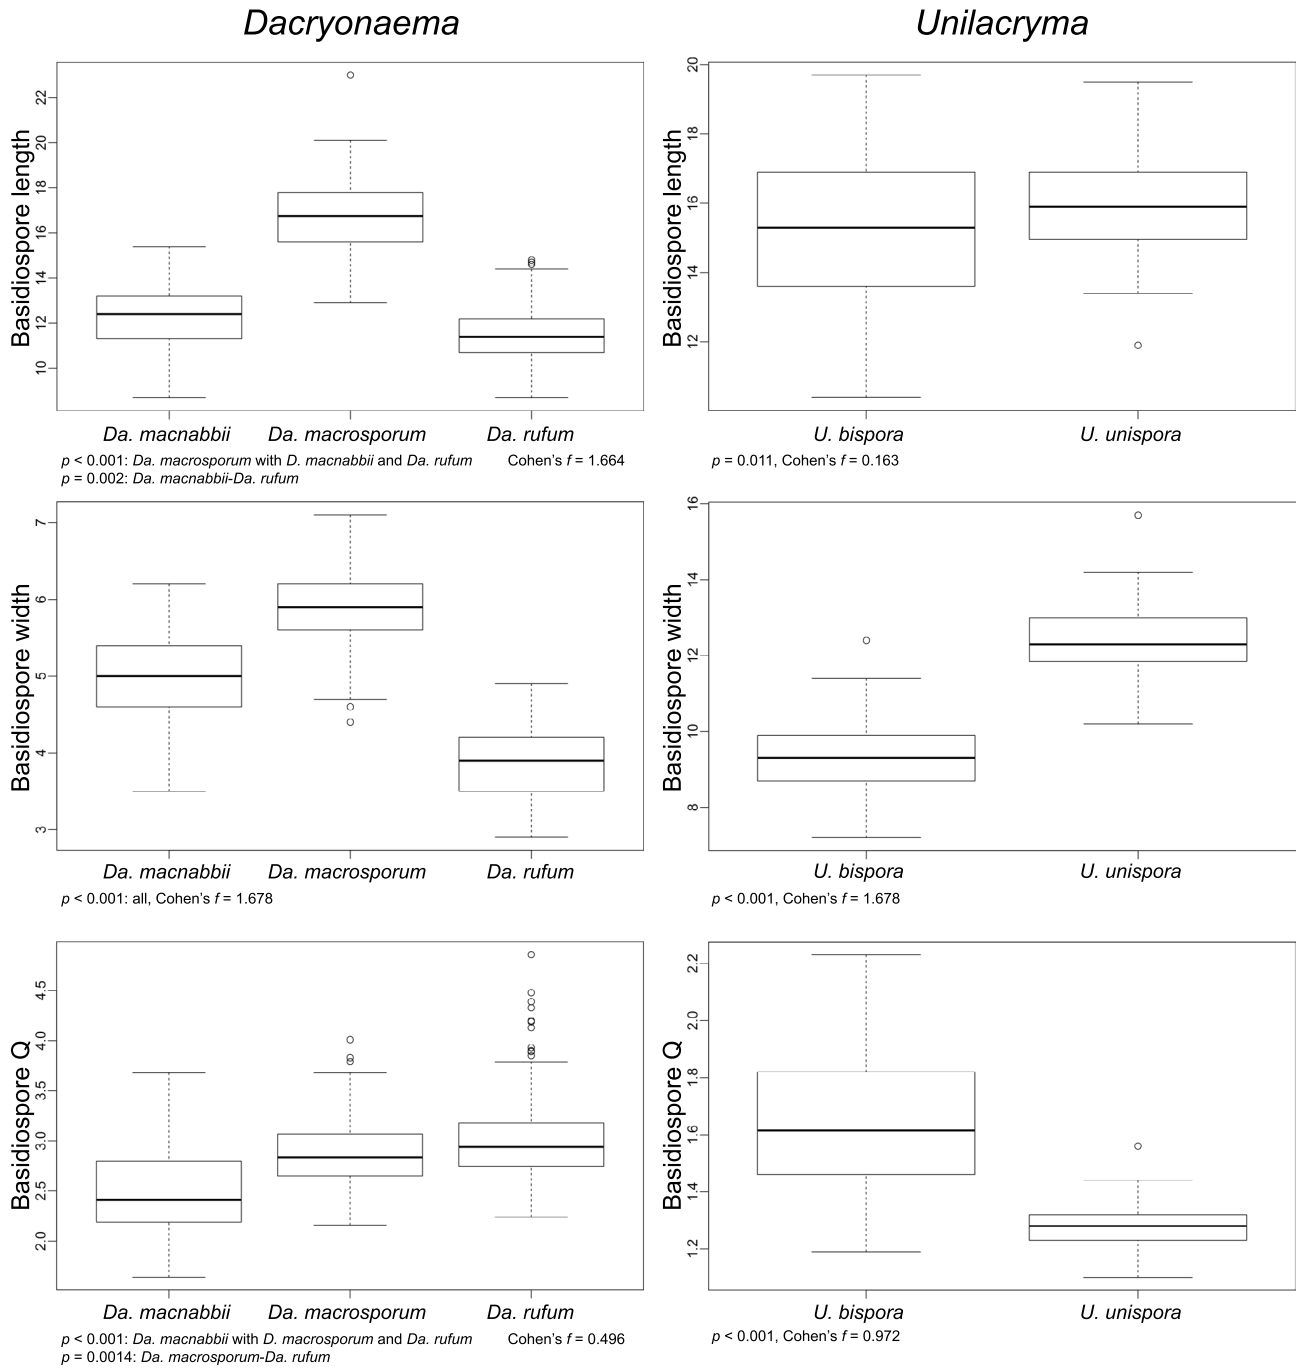 Dacryonaema
Unilacryma
Basidiospore length
22
20
18
16
14
12
10
Da. macnabbii Da. macrosporum Da. rufum
p < 0.001: Da. macrosporum with D. macnabbii and Da. rufum Cohen's f = 1.664
p = 0.002: Da. macnabbii-Da. rufum
Basidiospore length
20
18
16
14
12
U. bispora U. unispora
p = 0.011, Cohen's f = 0.163
Basidiospore width
7
6
5
4
3
Da. macnabbii Da. macrosporum Da. rufum
p < 0.001: all, Cohen's f = 1.678
Basidiospore width
16
14
12
10
8
U. bispora U. unispora
p < 0.001, Cohen's f = 1.678
Basidiospore Q
4.5
4.0
3.5
3.0
2.5
2.0
Da. macnabbii Da. macrosporum Da. rufum
p < 0.001: Da. macnabbii with D. macrosporum and Da. rufum Cohen's f = 0.496
p = 0.0014: Da. macrosporum-Da. rufum
Basidiospore Q
2.2
2.0
1.8
1.6
1.4
1.2
U. bispora U. unispora
p < 0.001, Cohen's f = 0.972